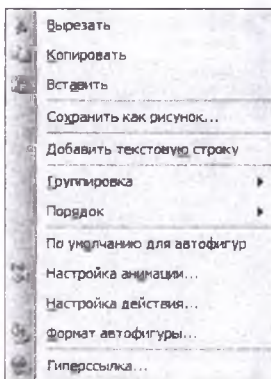 Вырезать
Копировать
Вставить
Сохранить как рисунок...
Добавить текстовую строку
Группировка
Порядок
По умолчанию для автофигур
Настройка анимации...
Настройка действия...
Формат автофигуры...
Гиперссылка...